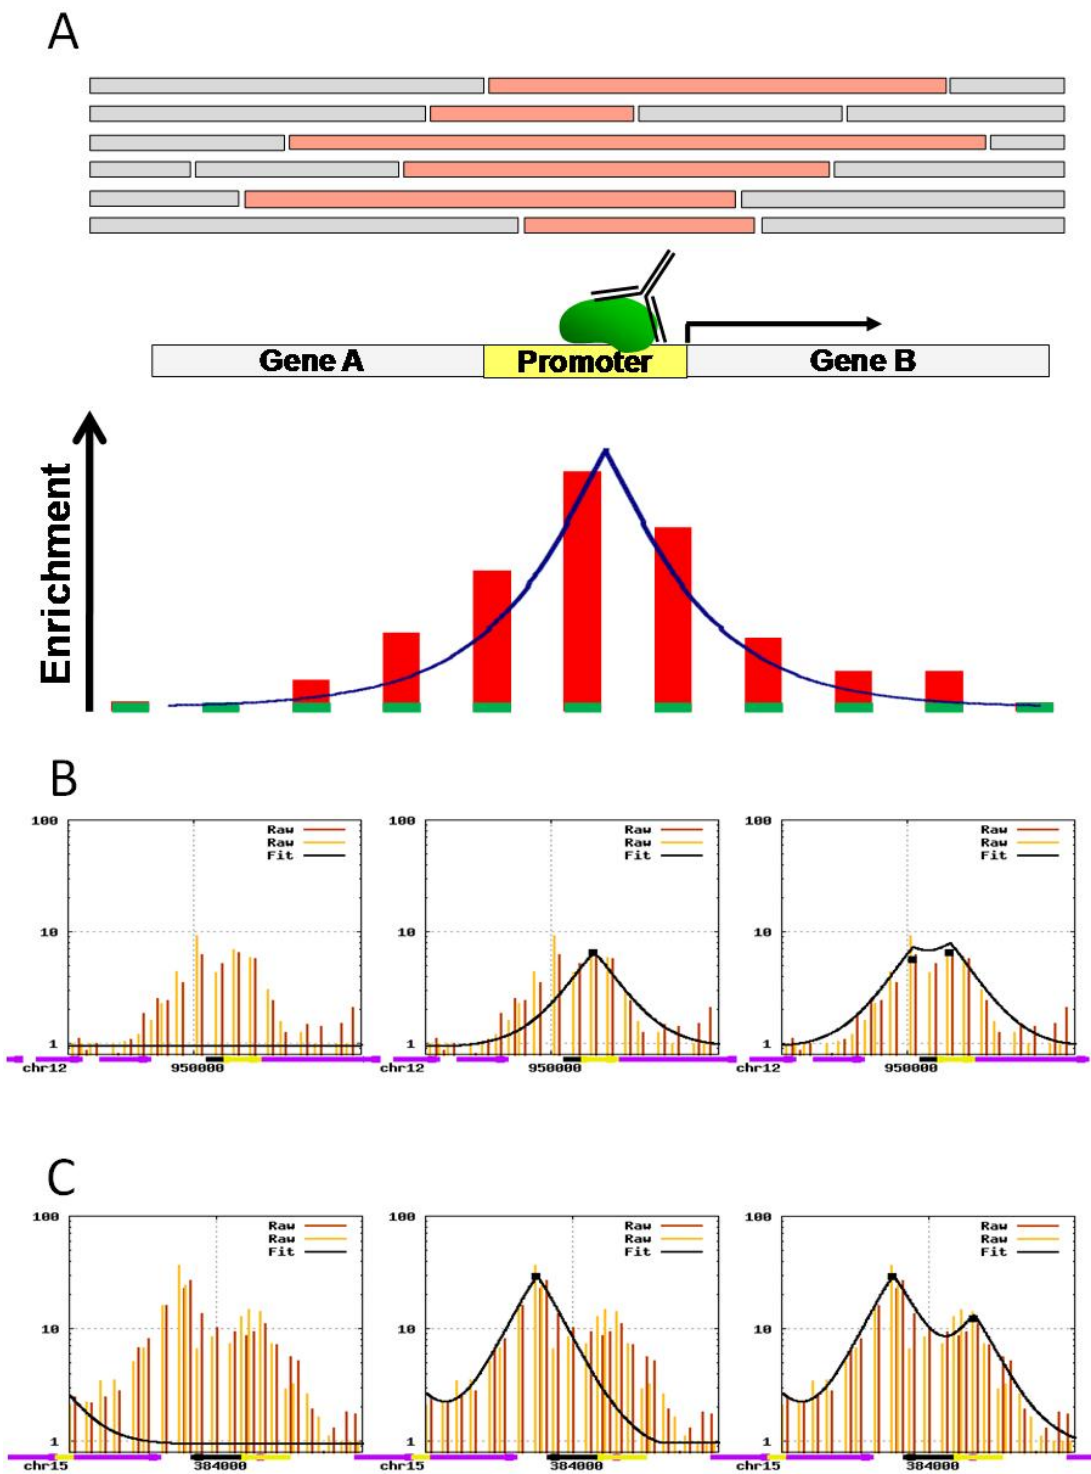 A
Gene A Promoter Gene B
Enrichment
B
100 Raw 100 Raw 100 Raw
Raw Raw Raw
Fit Fit Fit
10 10 10
1 1 1
chr12 950000 chr12 950000 chr12 950000
C
100 Raw 100 Raw 100 Raw
Raw Raw Raw
Fit Fit Fit
10 10 10
1 1 1
chr15 384000 chr15 384000 chr15 384000